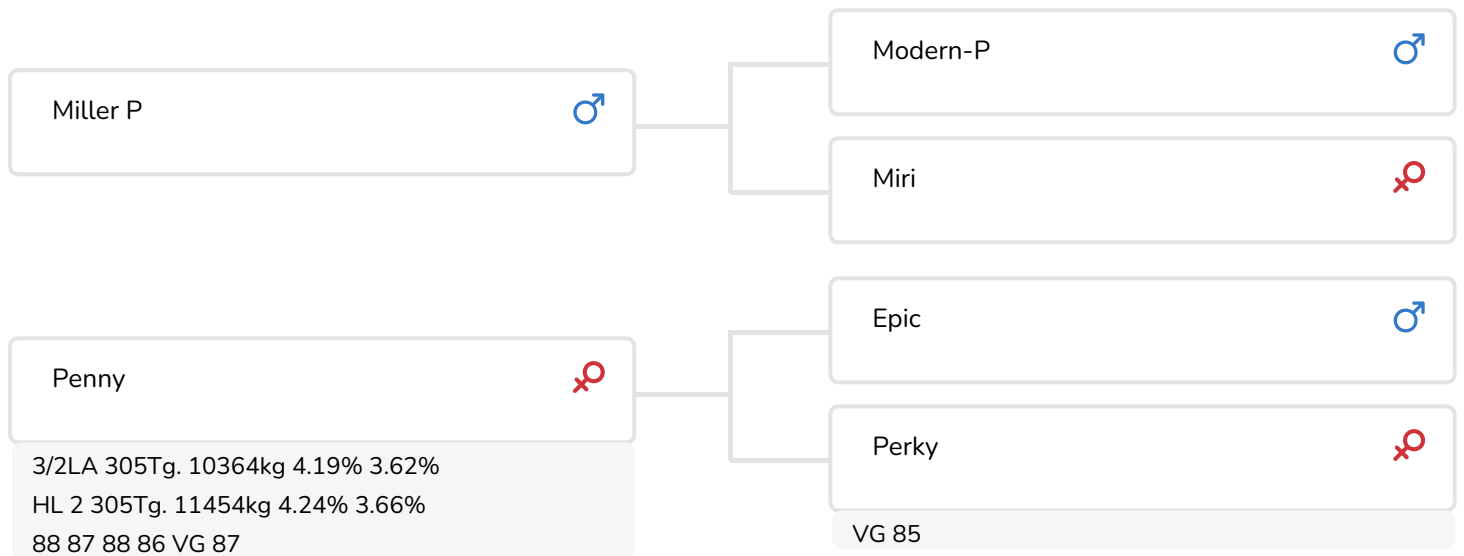 Miller P
Modern-P
Miri
Penny
3/2LA 305Tg. 10364kg 4.19% 3.62%
HL 2 305Tg. 11454kg 4.24% 3.66%
88 87 88 86 VG 87
Epic
Perky
VG 85